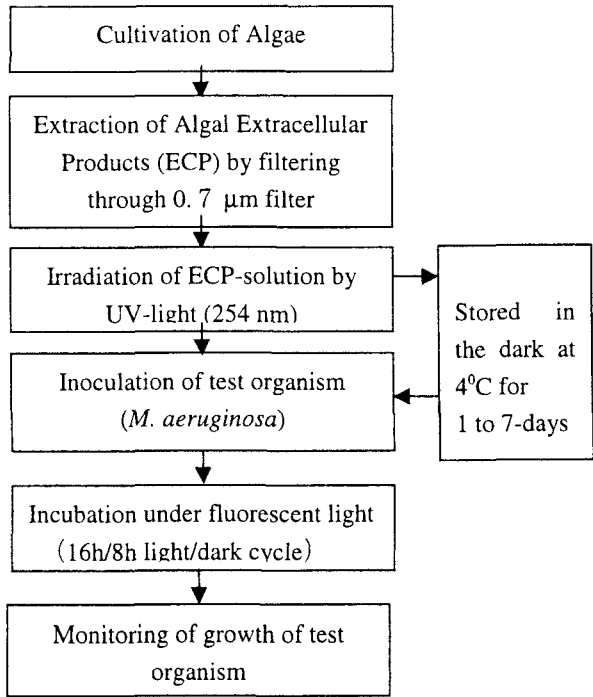 Cultivation of Algae
Extraction of Algal Extracellular
Products (ECP) by filtering
through 0. 7 μm filter
Irradiation of ECP-solution by
UV-light (254 nm)
Stored in
the dark at
4⁰C for
1 to 7-days
Inoculation of test organism
(M. aeruginosa)
Incubation under fluorescent light
(16h/8h light/dark cycle)
Monitoring of growth of test
organism